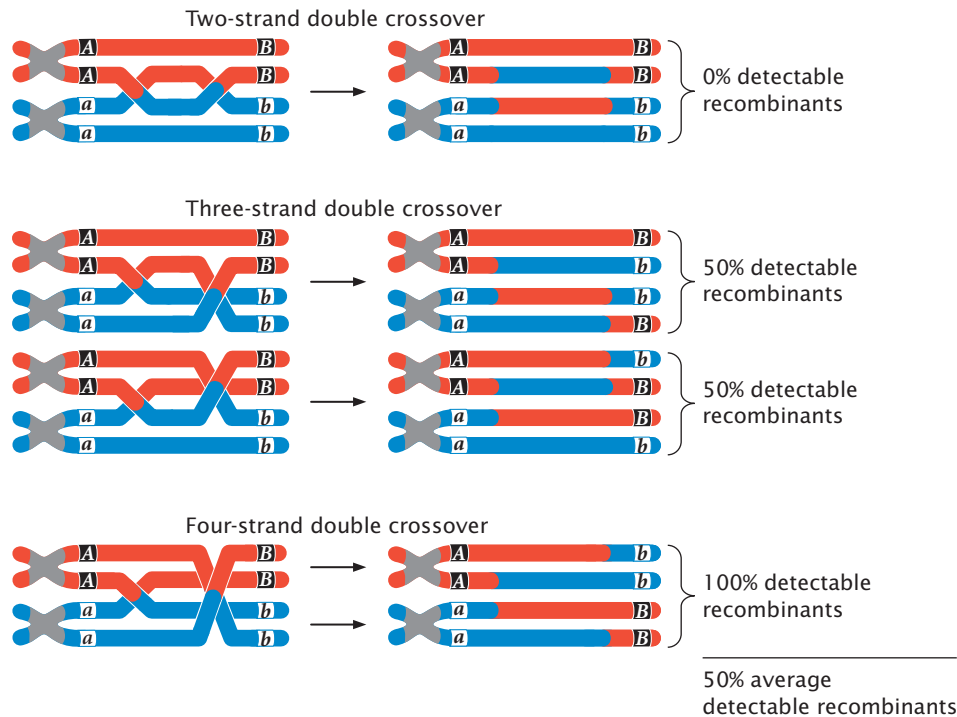 Two-strand double crossover
A B A B
A B A B
a b a b
a b a b
0% detectable
recombinants
Three-strand double crossover
A B A B
A B A b
a b a b
a b a B
50% detectable
recombinants
A B A b
A B A B
a b a B
a b a b
50% detectable
recombinants
Four-strand double crossover
A B A b
A B A b
a b a B
a b a B
100% detectable
recombinants
50% average
detectable recombinants